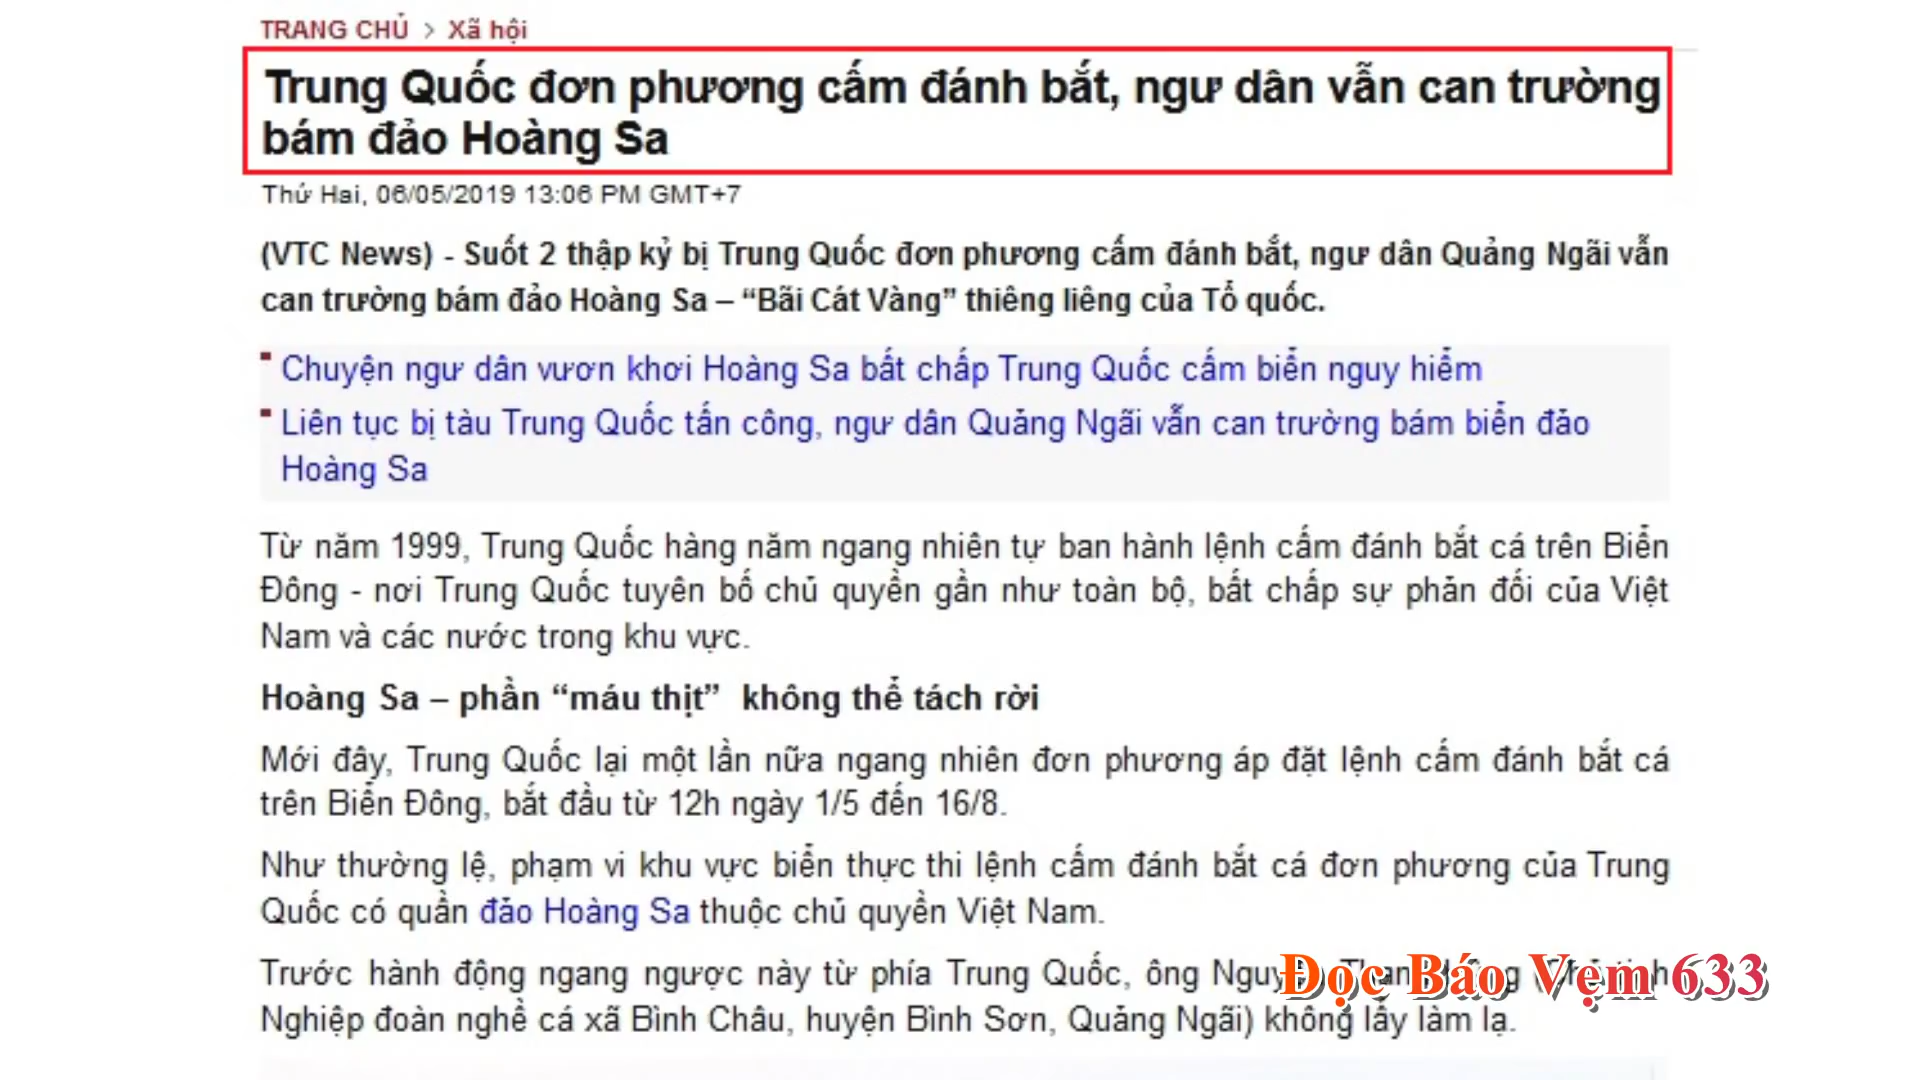 TRANG CHỦ > Xã hội
Trung Quốc đơn phương cấm đánh bắt, ngư dân vẫn can trường
bám đảo Hoàng Sa
Thứ Hai, 06/05/2019 13:06 PM GMT+7
(VTC News) - Suốt 2 thập kỷ bị Trung Quốc đơn phương cấm đánh bắt, ngư dân Quảng Ngãi vẫn
can trường bám đảo Hoàng Sa – “Bãi Cát Vàng” thiêng liêng của Tổ quốc.
Chuyện ngư dân vươn khơi Hoàng Sa bất chấp Trung Quốc cấm biển nguy hiểm
Liên tục bị tàu Trung Quốc tấn công, ngư dân Quảng Ngãi vẫn can trường bám biển đảo
Hoàng Sa
Từ năm 1999, Trung Quốc hàng năm ngang nhiên tự ban hành lệnh cấm đánh bắt cá trên Biển
Đông - nơi Trung Quốc tuyên bố chủ quyền gần như toàn bộ, bất chấp sự phản đối của Việt
Nam và các nước trong khu vực.
Hoàng Sa – phần “máu thịt” không thể tách rời
Mới đây, Trung Quốc lại một lần nữa ngang nhiên đơn phương áp đặt lệnh cấm đánh bắt cá
trên Biển Đông, bắt đầu từ 12h ngày 1/5 đến 16/8.
Như thường lệ, phạm vi khu vực biển thực thi lệnh cấm đánh bắt cá đơn phương của Trung
Quốc có quần đảo Hoàng Sa thuộc chủ quyền Việt Nam.
Trước hành động ngang ngược này từ phía Trung Quốc, ông
Đọc Báo Vẹm 633
Nghiệp đoàn nghề cá xã Bình Châu, huyện Bình Sơn, Quảng Ngãi) không lấy làm lạ.